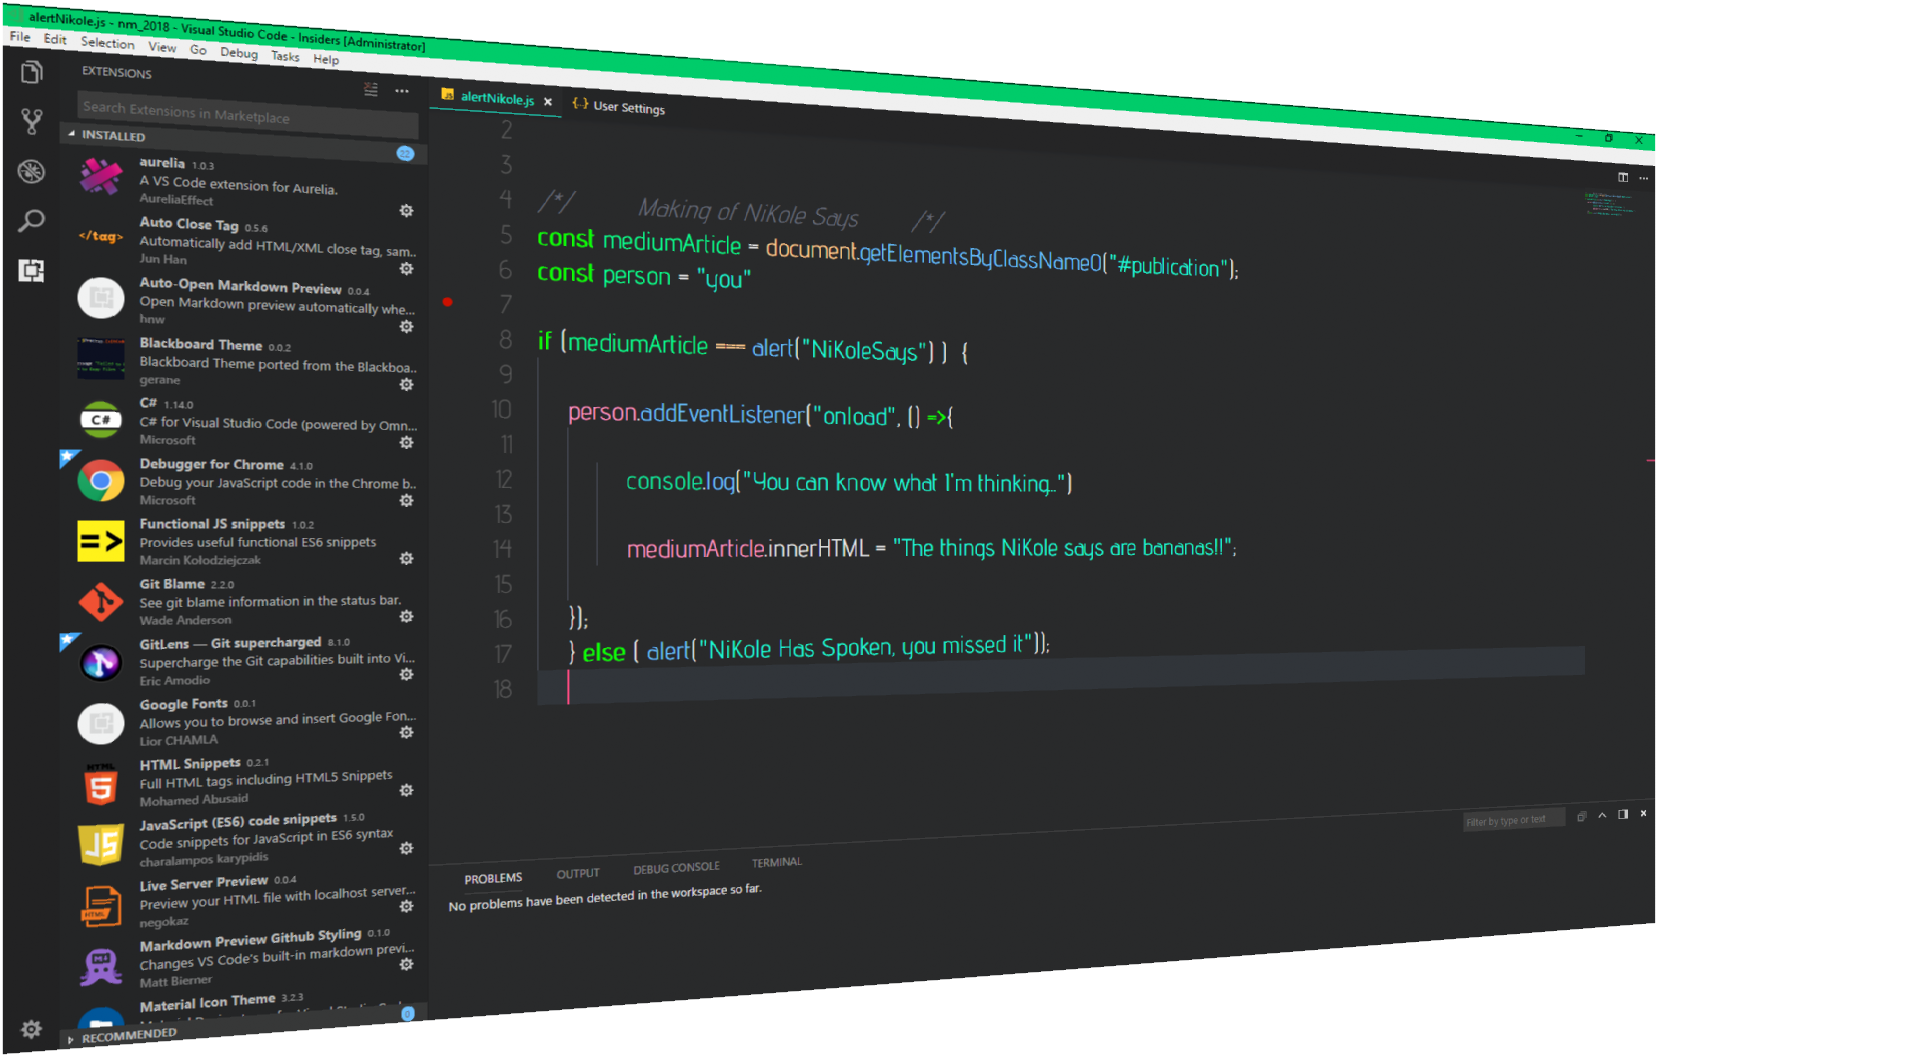 alertNikole.js - nm_2018 - Visual Studio Code - Insiders [Administrator]
File Edit Selection View Go Debug Tasks Help
EXTENSIONS
Search Extensions in Marketplace
INSTALLED
22
aurelia 1.0.3
A VS Code extension for Aurelia.
AureliaEffect
Auto Close Tag 0.5.6
</tag>
Automatically add HTML/XML close tag, sam..
Jun Han
Auto-Open Markdown Preview 0.0.4
Open Markdown preview automatically whe...
hnw
Blackboard Theme 0.0.2
Blackboard Theme ported from the Blackboa..
gerane
C# 1.14.0
C#
C# for Visual Studio Code (powered by Omn...
Microsoft
Debugger for Chrome 4.1.0
Debug your JavaScript code in the Chrome b..
Microsoft
Functional JS snippets 1.0.2
=>
Provides useful functional ES6 snippets
Marcin Kołodziejczak
Git Blame 2.2.0
See git blame information in the status bar.
Wade Anderson
GitLens — Git supercharged 8.1.0
Supercharge the Git capabilities built into Vi...
Eric Amodio
Google Fonts 0.0.1
Allows you to browse and insert Google Fon...
Lior CHAMLA
HTML Snippets 0.2.1
HTML
5
Full HTML tags including HTML5 Snippets
Mohamed Abusaid
JavaScript (ES6) code snippets 1.5.0
JS
Code snippets for JavaScript in ES6 syntax
charalampos karypidis
Live Server Preview 0.0.4
HTML
Preview your HTML file with localhost server...
negokaz
Markdown Preview Github Styling 0.1.0
Changes VS Code's built-in markdown previ...
Matt Bierner
Material Icon Theme 3.2.3
RECOMMENDED
0
JS alertNikole.js × {..} User Settings
2
3
4 /*/ Making of NiKole Says /*/
5 const mediumArticle = document.getElementsByClassName()("#publication");
6 const person = "you"
7
8 if (mediumArticle === alert("NiKoleSays") ) {
9
10 person.addEventListener("onload", () =>{
11
12 console.log("You can know what I'm thinking..")
13
14 mediumArticle.innerHTML = "The things NiKole says are bananas!!";
15
16 });
17 } else ( alert("NiKole Has Spoken, you missed it"));
18
Filter by type or text
PROBLEMS OUTPUT DEBUG CONSOLE TERMINAL
No problems have been detected in the workspace so far.